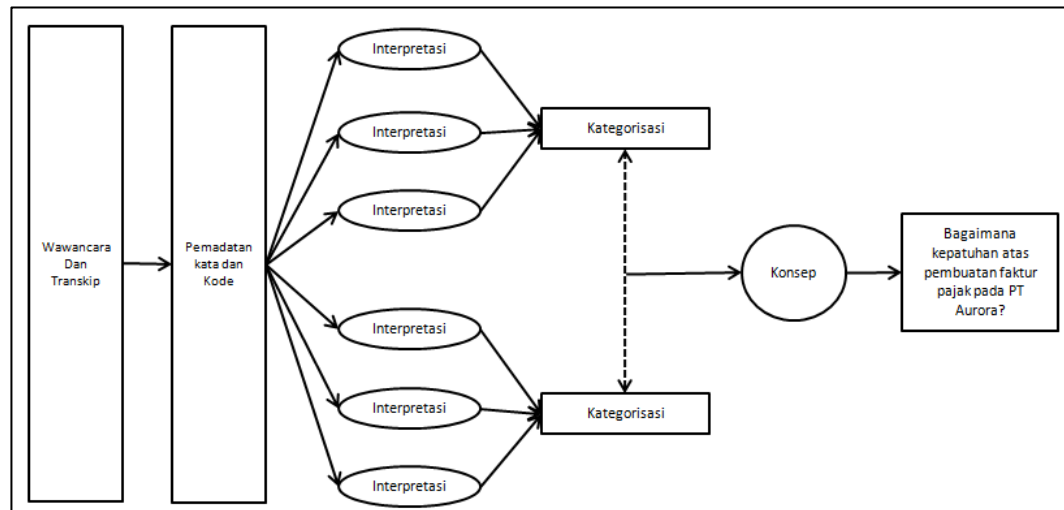 Wawancara
Dan
Transkip
Pemadatan
kata dan
Kode
Interpretasi
Interpretasi
Interpretasi
Interpretasi
Interpretasi
Interpretasi
Kategorisasi
Kategorisasi
Konsep
Bagaimana
kepatuhan atas
pembuatan faktur
pajak pada PT
Aurora?